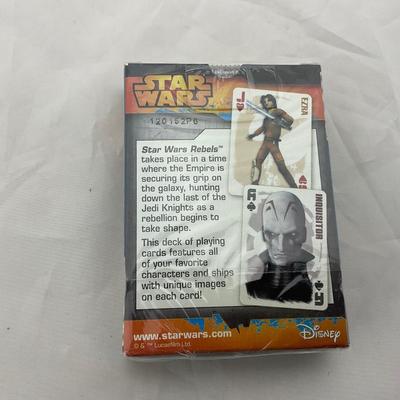 STAR
WARS
120152P6
Star Wars Rebels™
takes place in a time
where the Empire is
securing its grip on
the galaxy, hunting
down the last of the
Jedi Knights as a
rebellion begins to
take shape.
This deck of playing
cards features all
of your favorite
characters and ships
with unique images
on each card!
EZRA
INQUISITOR
www.starwars.com
© & ™ Lucasfilm Ltd.
Disney